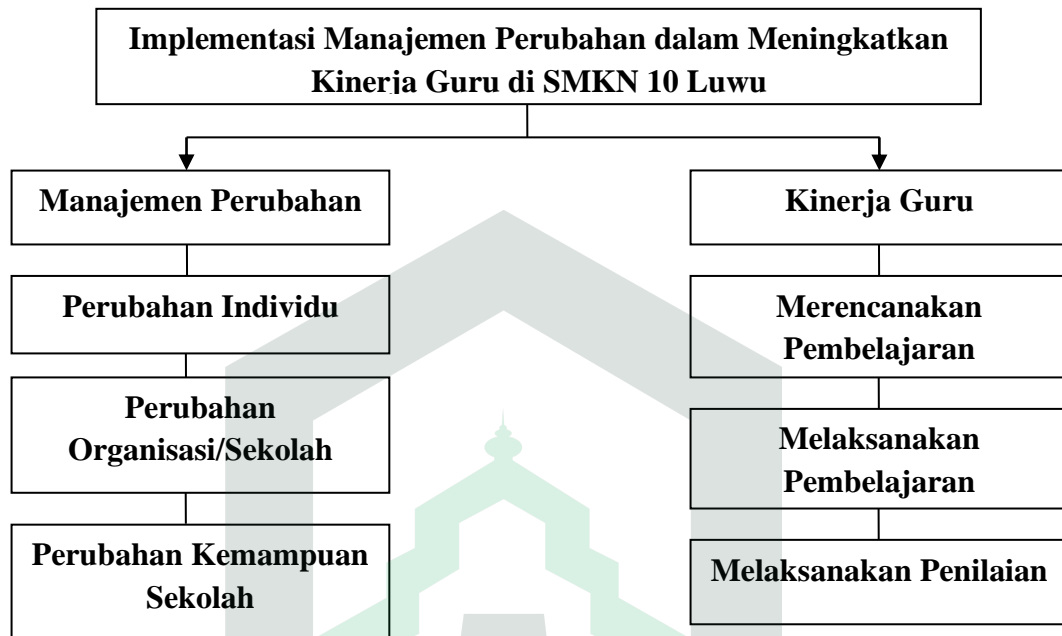 Implementasi Manajemen Perubahan dalam Meningkatkan
Kinerja Guru di SMKN 10 Luwu
Manajemen Perubahan
Kinerja Guru
Perubahan Individu
Merencanakan
Pembelajaran
Perubahan
Organisasi/Sekolah
Melaksanakan
Pembelajaran
Perubahan Kemampuan
Sekolah
Melaksanakan Penilaian